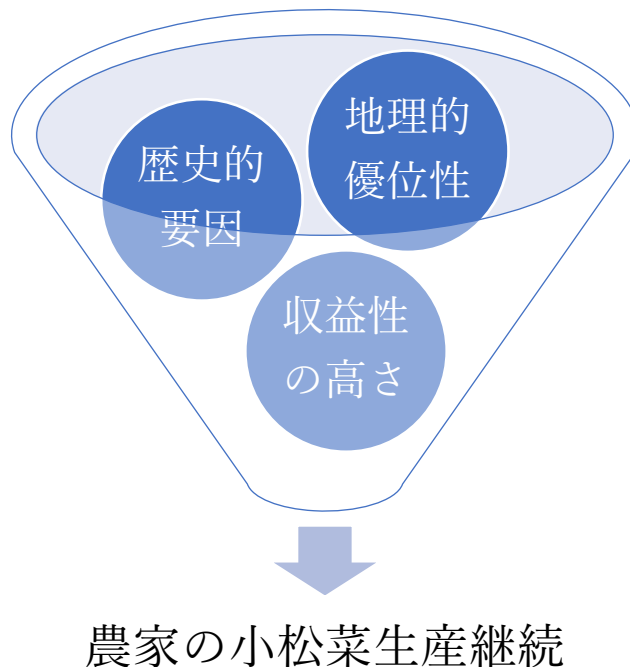 地理的
優位性
歴史的
要因
収益性
の高さ
農家の小松菜生産継続